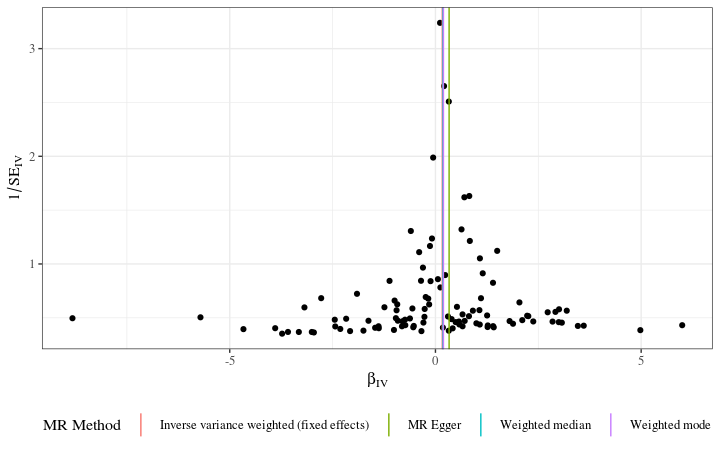 3
2
1
1/SE_IV
-5
0
5
β_IV
MR Method
Inverse variance weighted (fixed effects)
MR Egger
Weighted median
Weighted mode